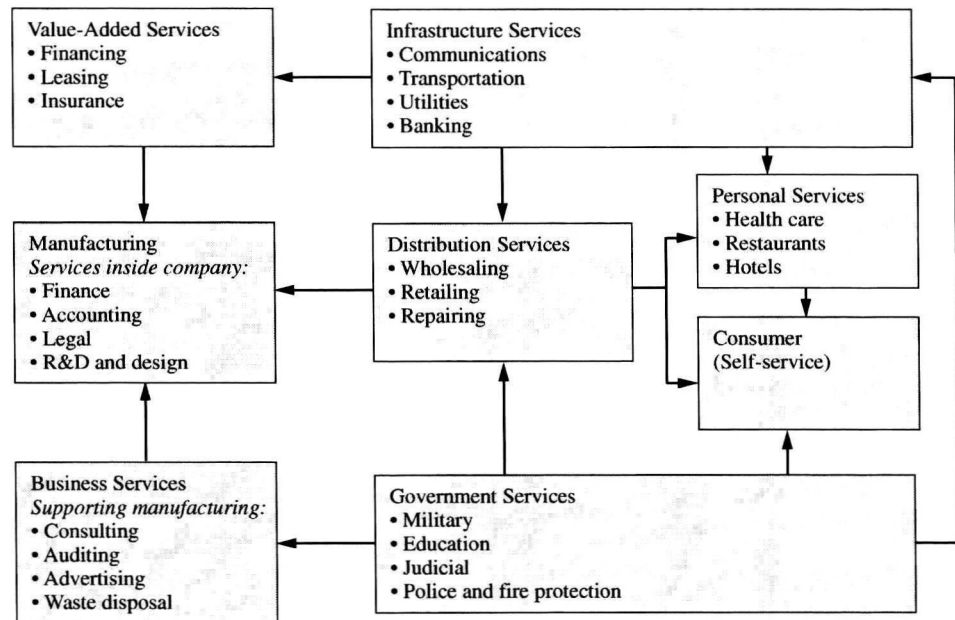 Value-Added Services
• Financing
• Leasing
• Insurance
Infrastructure Services
• Communications
• Transportation
• Utilities
• Banking
Personal Services
• Health care
• Restaurants
• Hotels
Manufacturing
Services inside company:
• Finance
• Accounting
• Legal
• R&D and design
Distribution Services
• Wholesaling
• Retailing
• Repairing
Consumer
(Self-service)
Business Services
Supporting manufacturing:
• Consulting
• Auditing
• Advertising
• Waste disposal
Government Services
• Military
• Education
• Judicial
• Police and fire protection